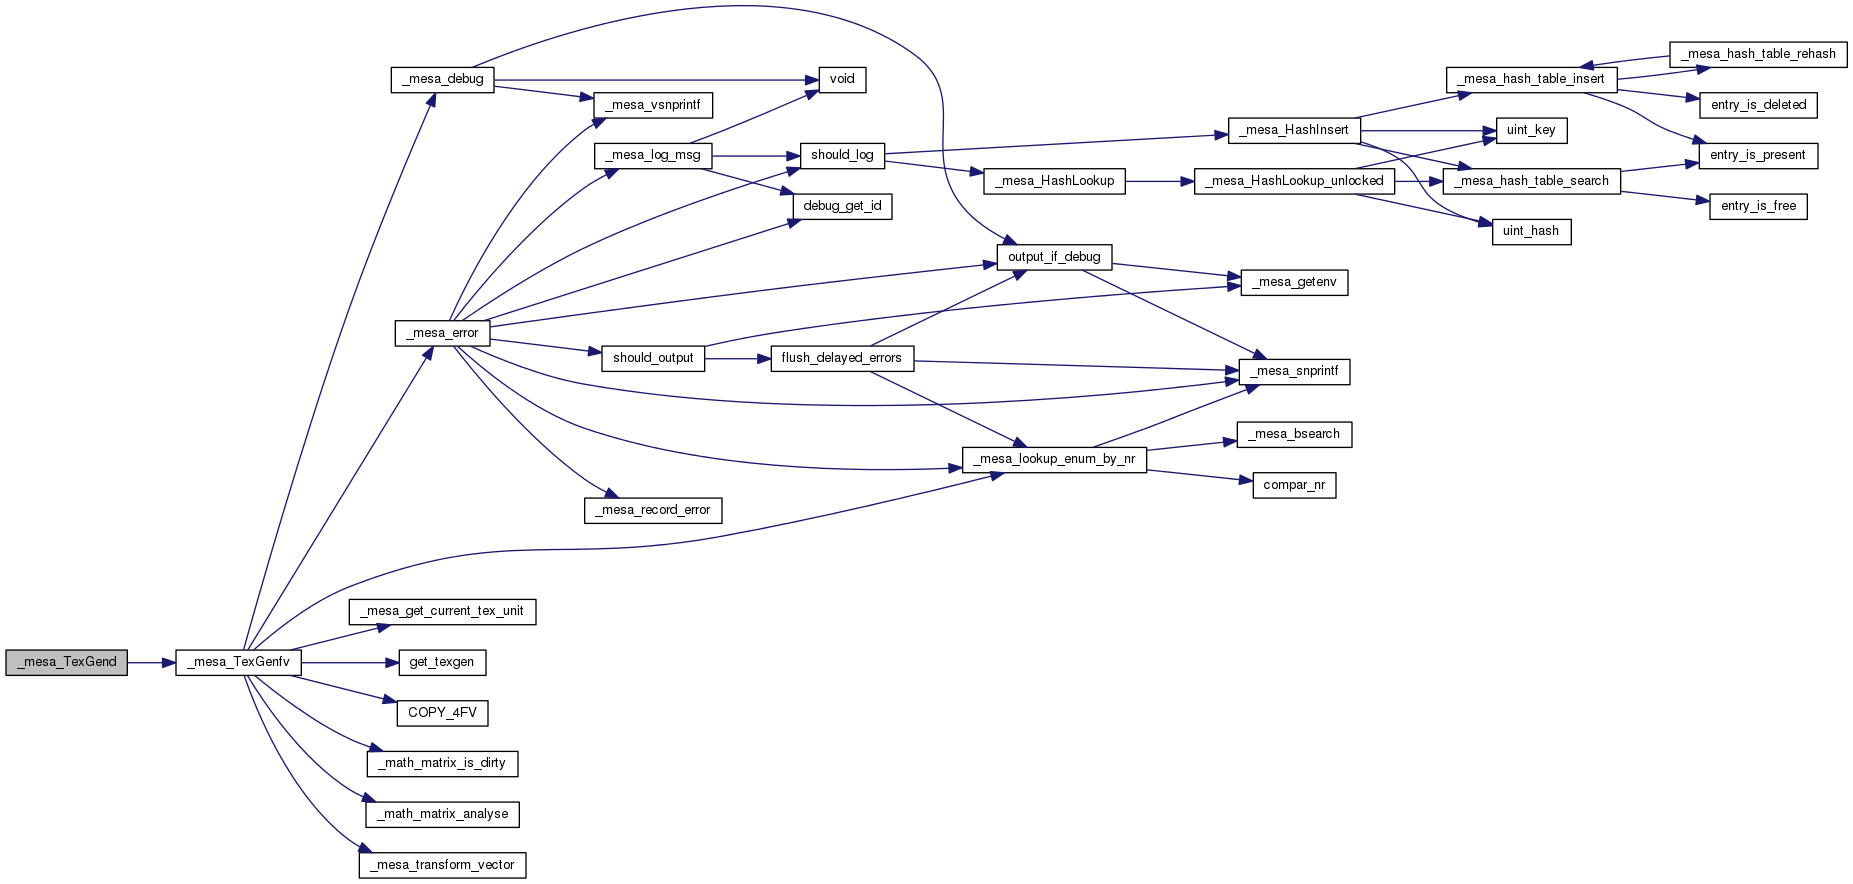 _mesa_TexGend
_mesa_TexGenfv
_mesa_debug
_mesa_error
_mesa_get_current_tex_unit
get_texgen
COPY_4FV
_math_matrix_is_dirty
_math_matrix_analyse
_mesa_transform_vector
_mesa_vsnprintf
_mesa_log_msg
should_output
_mesa_record_error
void
should_log
debug_get_id
flush_delayed_errors
_mesa_HashLookup
output_if_debug
_mesa_lookup_enum_by_nr
_mesa_HashInsert
_mesa_HashLookup_unlocked
_mesa_getenv
_mesa_snprintf
_mesa_bsearch
compar_nr
_mesa_hash_table_insert
uint_key
_mesa_hash_table_search
uint_hash
_mesa_hash_table_rehash
entry_is_deleted
entry_is_present
entry_is_free